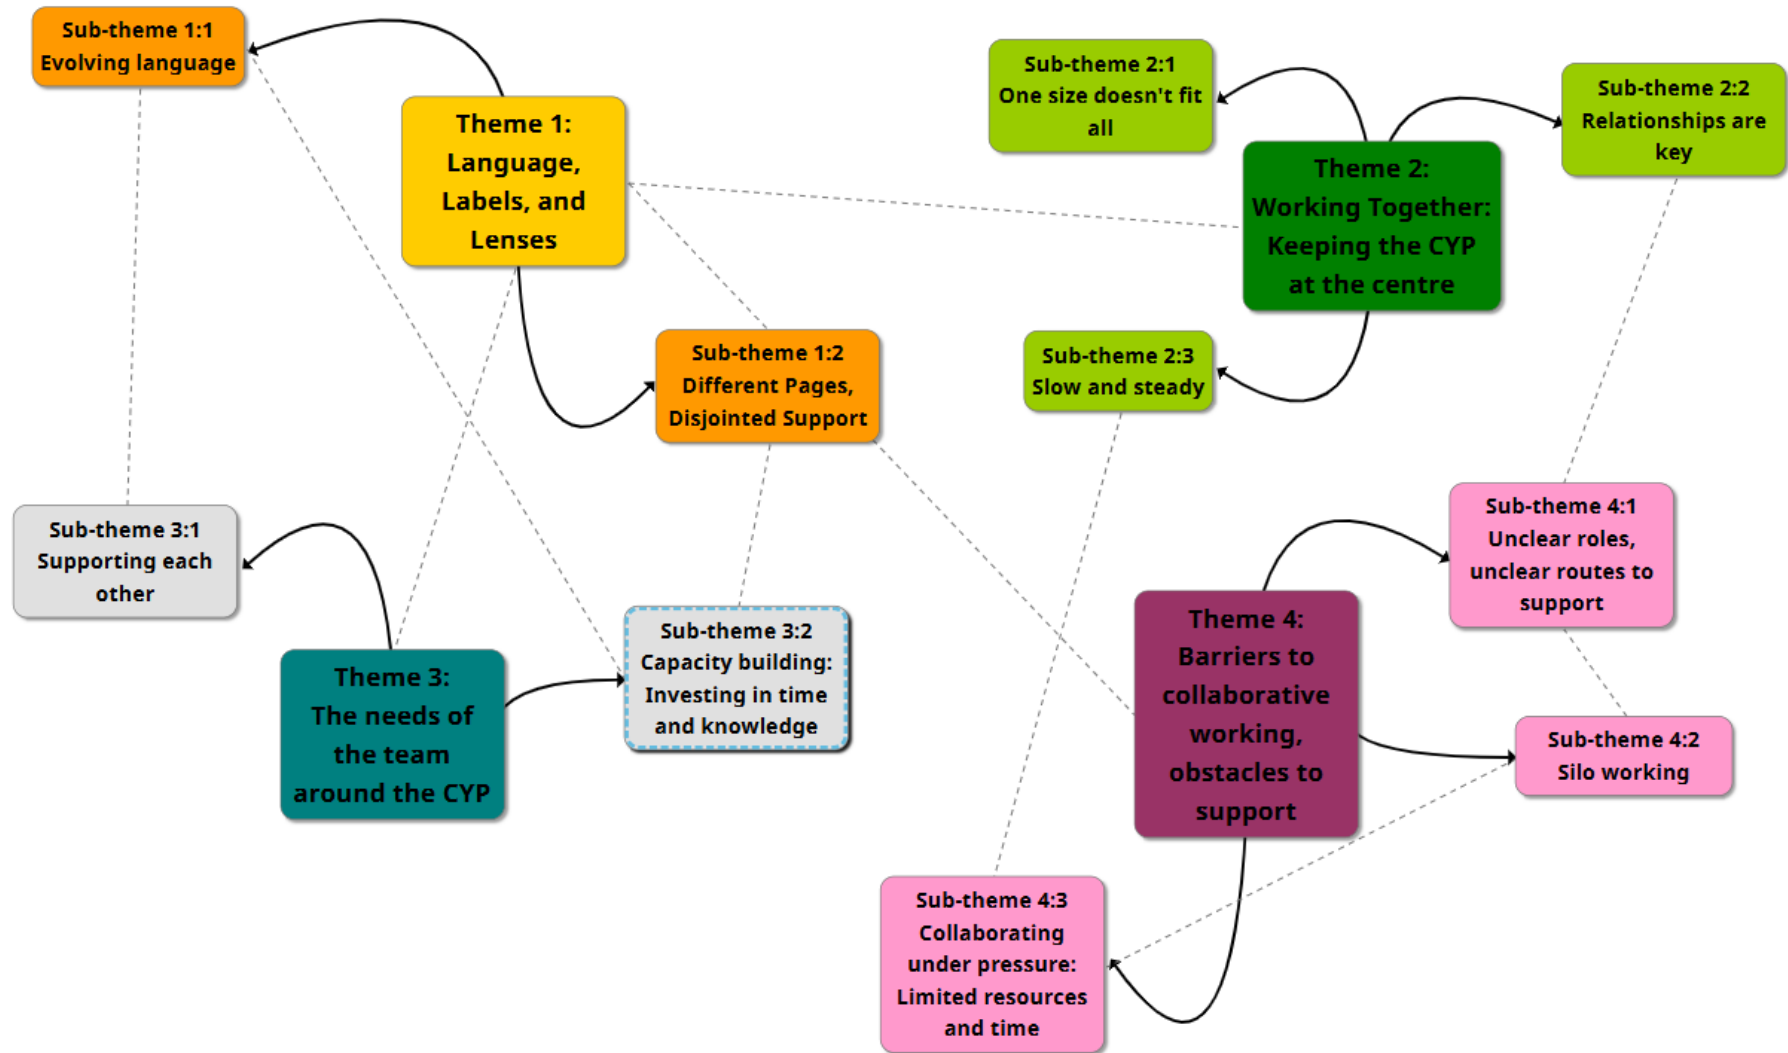 Sub-theme 1:1
Evolving language
Theme 1:
Language,
Labels, and
Lenses
Sub-theme 1:2
Different Pages,
Disjointed Support
Sub-theme 2:1
One size doesn't fit
all
Sub-theme 2:2
Relationships are
key
Theme 2:
Working Together:
Keeping the CYP
at the centre
Sub-theme 2:3
Slow and steady
Sub-theme 3:1
Supporting each
other
Theme 3:
The needs of
the team
around the CYP
Sub-theme 3:2
Capacity building:
Investing in time
and knowledge
Sub-theme 4:1
Unclear roles,
unclear routes to
support
Theme 4:
Barriers to
collaborative
working,
obstacles to
support
Sub-theme 4:2
Silo working
Sub-theme 4:3
Collaborating
under pressure:
Limited resources
and time